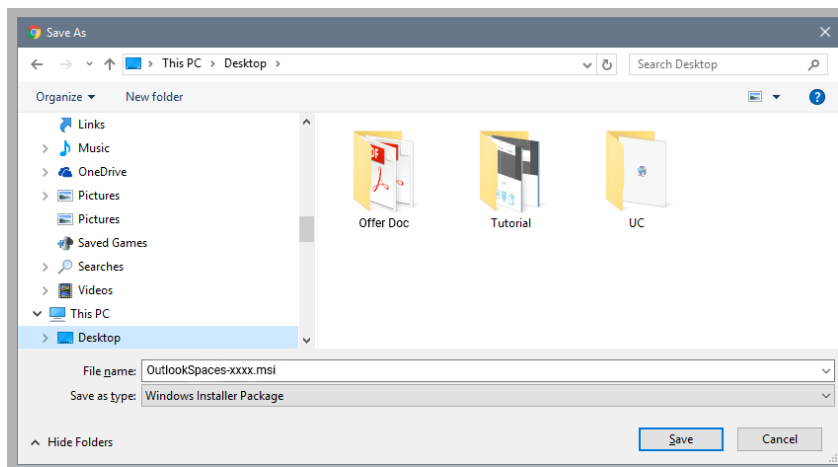 Save As
This PC > Desktop >
Search Desktop
Organize
New folder
Links
Music
OneDrive
Pictures
Pictures
Saved Games
Searches
Videos
This PC
Desktop
PDF
Offer Doc
Tutorial
UC
File name: OutlookSpaces-xxxx.msi
Save as type: Windows Installer Package
Hide Folders
Save
Cancel